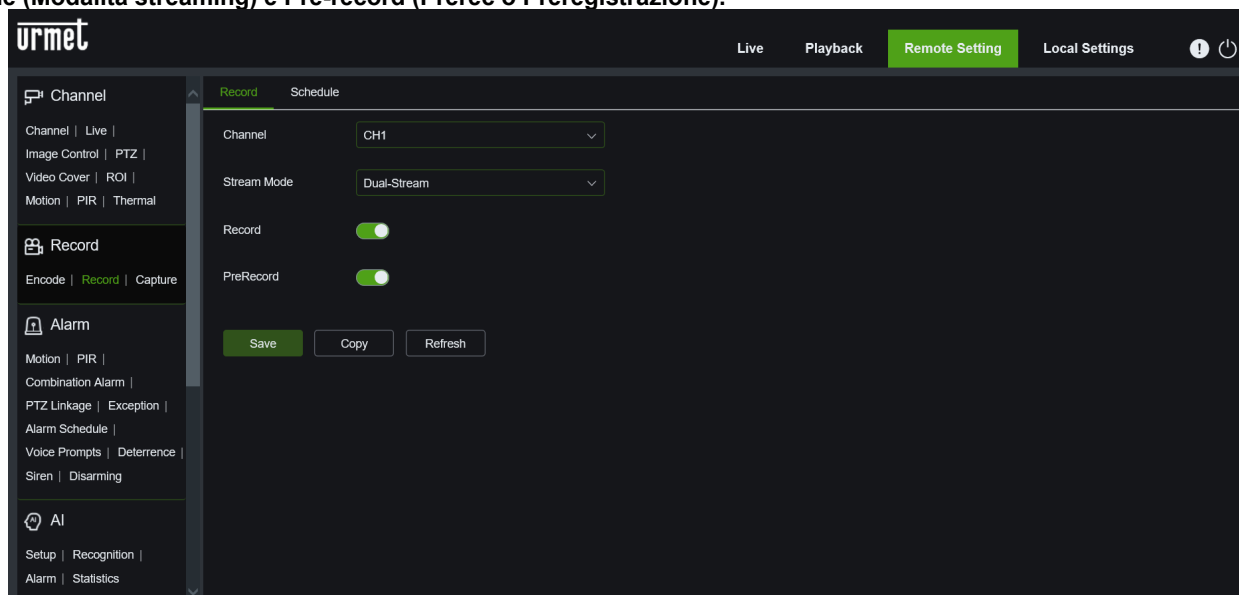 e (Modalità streaming) e Pre-record (Prerec o Preregistrazione).
urmet
Live Playback Remote Setting Local Settings
Channel
Channel | Live |
Image Control | PTZ |
Video Cover | ROI |
Motion | PIR | Thermal
Record
Encode | Record | Capture
Alarm
Motion | PIR |
Combination Alarm |
PTZ Linkage | Exception |
Alarm Schedule |
Voice Prompts | Deterrence |
Siren | Disarming
AI
Setup | Recognition |
Alarm | Statistics
Record Schedule
Channel CH1
Stream Mode Dual-Stream
Record
PreRecord
Save Copy Refresh